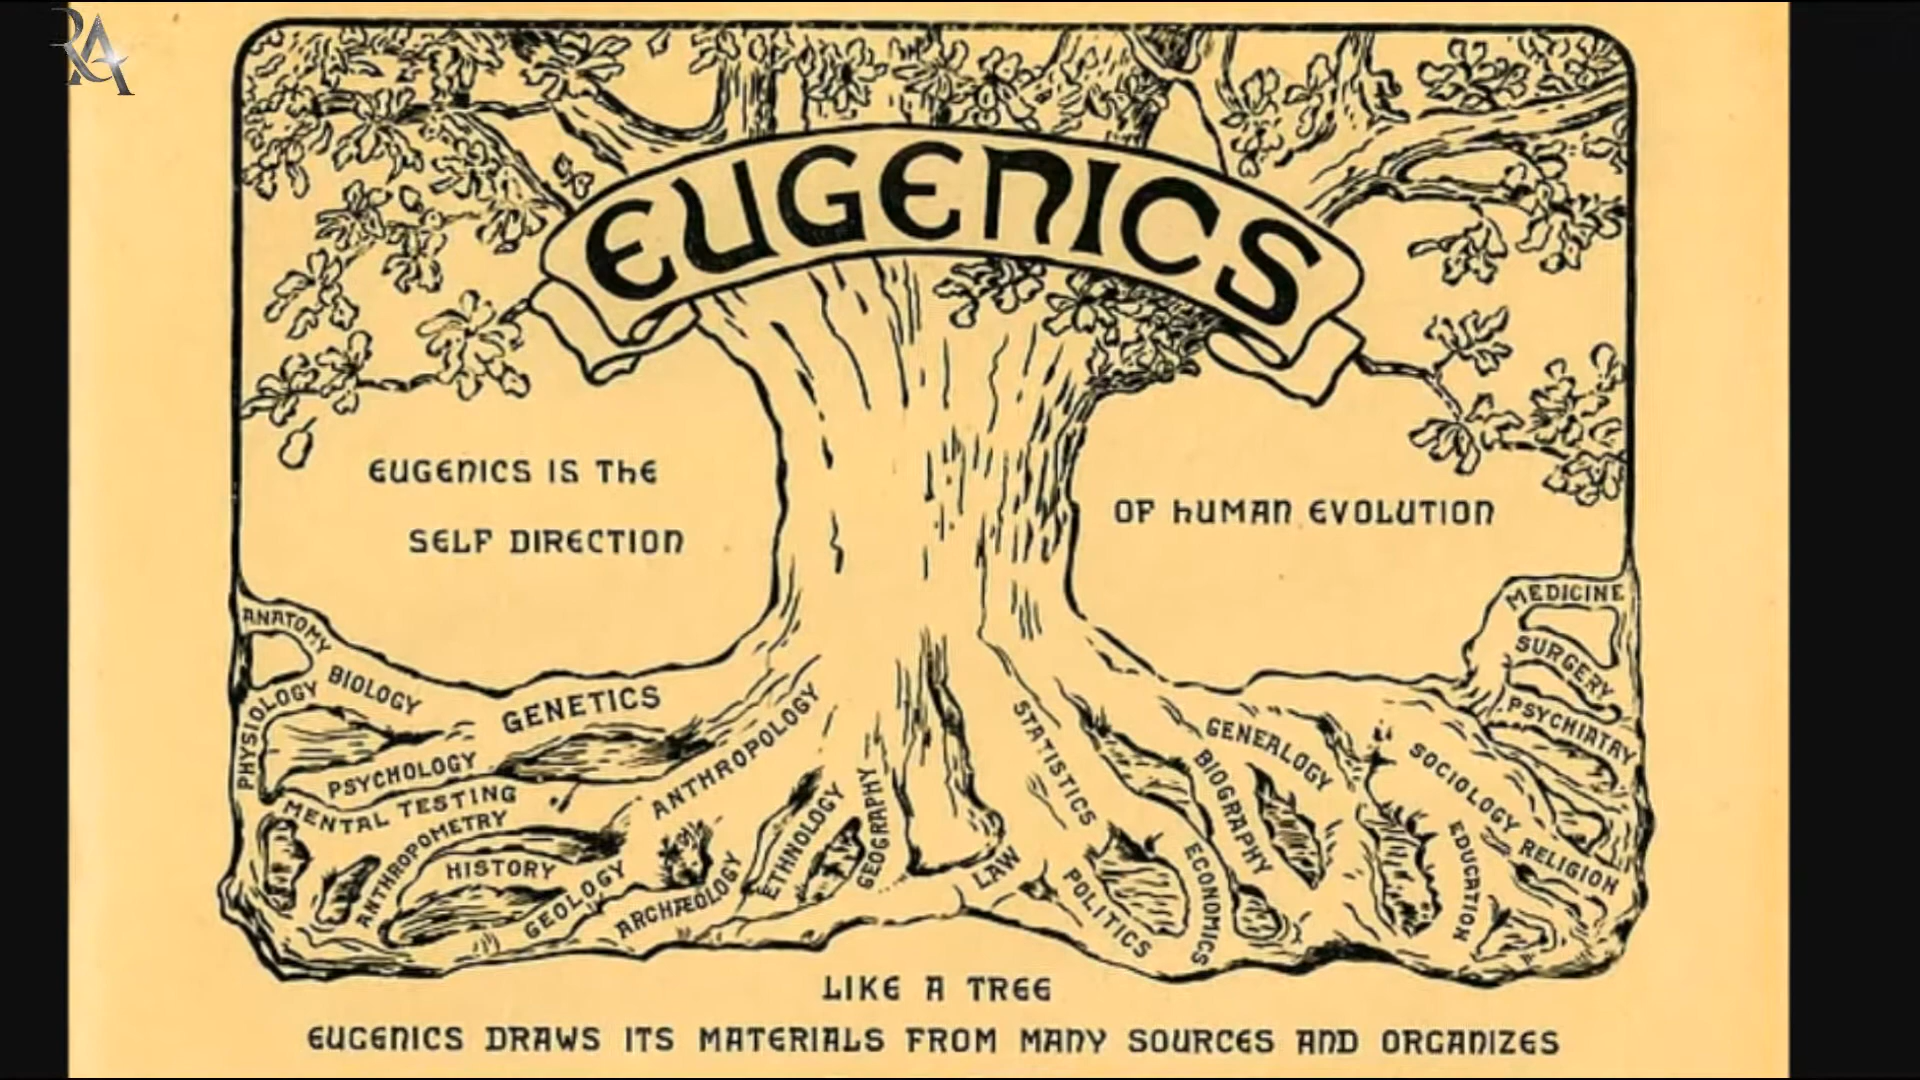 RA
EUGENICS
EUGENICS IS THE
SELF DIRECTION
OF HUMAN EVOLUTION
ANATOMY
BIOLOGY
PHYSIOLOGY
GENETICS
PSYCHOLOGY
MENTAL TESTING
ANTHROPOMETRY
HISTORY
GEOLOGY
ANTHROPOLOGY
ARCHÆOLOGY
ETHNOLOGY
GEOGRAPHY
LAW
STATISTICS
POLITICS
ECONOMICS
BIOGRAPHY
GENEALOGY
EDUCATION
SOCIOLOGY
RELIGION
PSYCHIATRY
SURGERY
MEDICINE
LIKE A TREE
EUGENICS DRAWS ITS MATERIALS FROM MANY SOURCES AND ORGANIZES